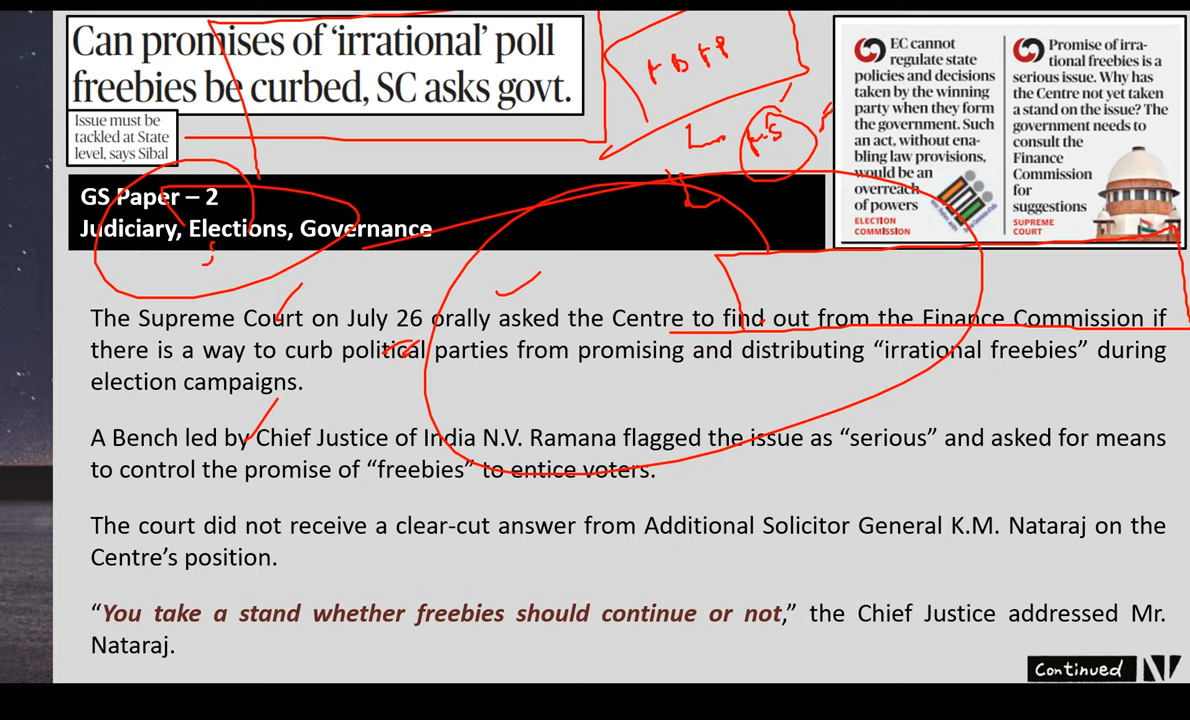 Can promises of ‘irrational’ poll
freebies be curbed, SC asks govt.
Issue must be
tackled at State
level, says Sibal
EC cannot
regulate state
policies and decisions
taken by the winning
party when they form
the government. Such
an act, without ena-
bling law provisions,
would be an
overreach
of powers
ELECTION
COMMISSION
Promise of irra-
tional freebies is a
serious issue. Why has
the Centre not yet taken
a stand on the issue? The
government needs to
consult the
Finance
Commission
for
suggestions
SUPREME
COURT
GS Paper – 2
Judiciary, Elections, Governance
The Supreme Court on July 26 orally asked the Centre to find out from the Finance Commission if
there is a way to curb political parties from promising and distributing “irrational freebies” during
election campaigns.
A Bench led by Chief Justice of India N.V. Ramana flagged the issue as “serious” and asked for means
to control the promise of “freebies” to entice voters.
The court did not receive a clear-cut answer from Additional Solicitor General K.M. Nataraj on the
Centre’s position.
“You take a stand whether freebies should continue or not,” the Chief Justice addressed Mr.
Nataraj.
Continued